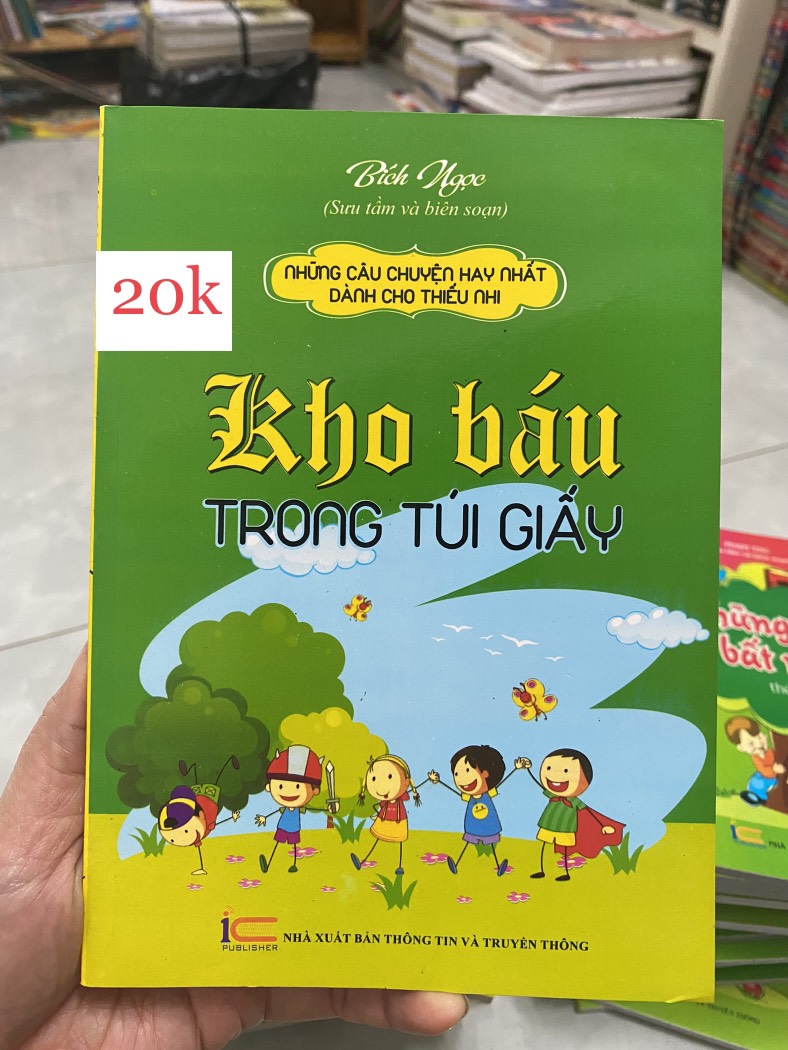 Bích Ngọc
(Sưu tầm và biên soạn)
NHỮNG CÂU CHUYỆN HAY NHẤT
DÀNH CHO THIẾU NHI
20k
Kho báu
TRONG TÚI GIẤY
iC
PUBLISHER
NHÀ XUẤT BẢN THÔNG TIN VÀ TRUYỀN THÔNG
bất